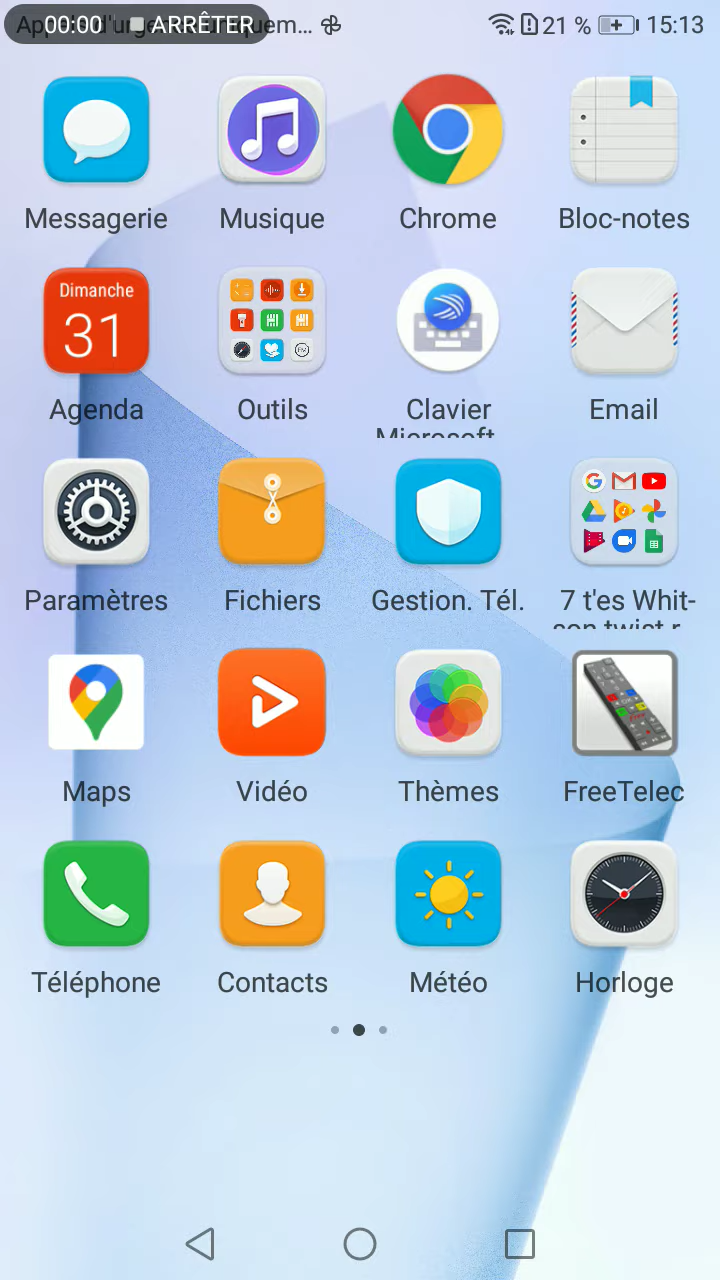 00:00 ARRÊTER
21 % 15:13
Messagerie Musique Chrome Bloc-notes
Dimanche
31
Agenda Outils Clavier Email
Microsoft
Paramètres Fichiers Gestion. Tél. 7 t'es Whit-
Maps Vidéo Thèmes FreeTelec
Téléphone Contacts Météo Horloge